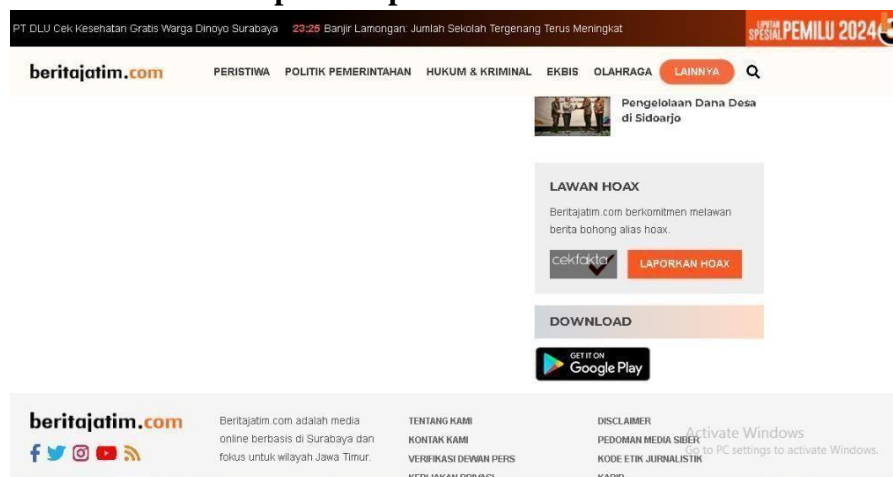 PT DLU Cek Kesehatan Gratis Warga Dinoyo Surabaya 23:25 Banjir Lamongan: Jumlah Sekolah Tergenang Terus Meningkat
LIPUTAN SPESIAL PEMILU 2024
beritajatim.com PERISTIWA POLITIK PEMERINTAHAN HUKUM & KRIMINAL EKBIS OLAHRAGA LAINNYA
Pengelolaan Dana Desa
di Sidoarjo
LAWAN HOAX
Beritajatim.com berkomitmen melawan
berita bohong alias hoax.
cekfakta LAPORKAN HOAX
DOWNLOAD
GET IT ON
Google Play
beritajatim.com
Beritajatim.com adalah media
online berbasis di Surabaya dan
fokus untuk wilayah Jawa Timur.
TENTANG KAMI
KONTAK KAMI
VERIFIKASI DEWAN PERS
KEBIJAKAN PRIVASI
DISCLAIMER
PEDOMAN MEDIA SIBER
KODE ETIK JURNALISTIK
KARIR
Activate Windows
Go to PC settings to activate Windows.